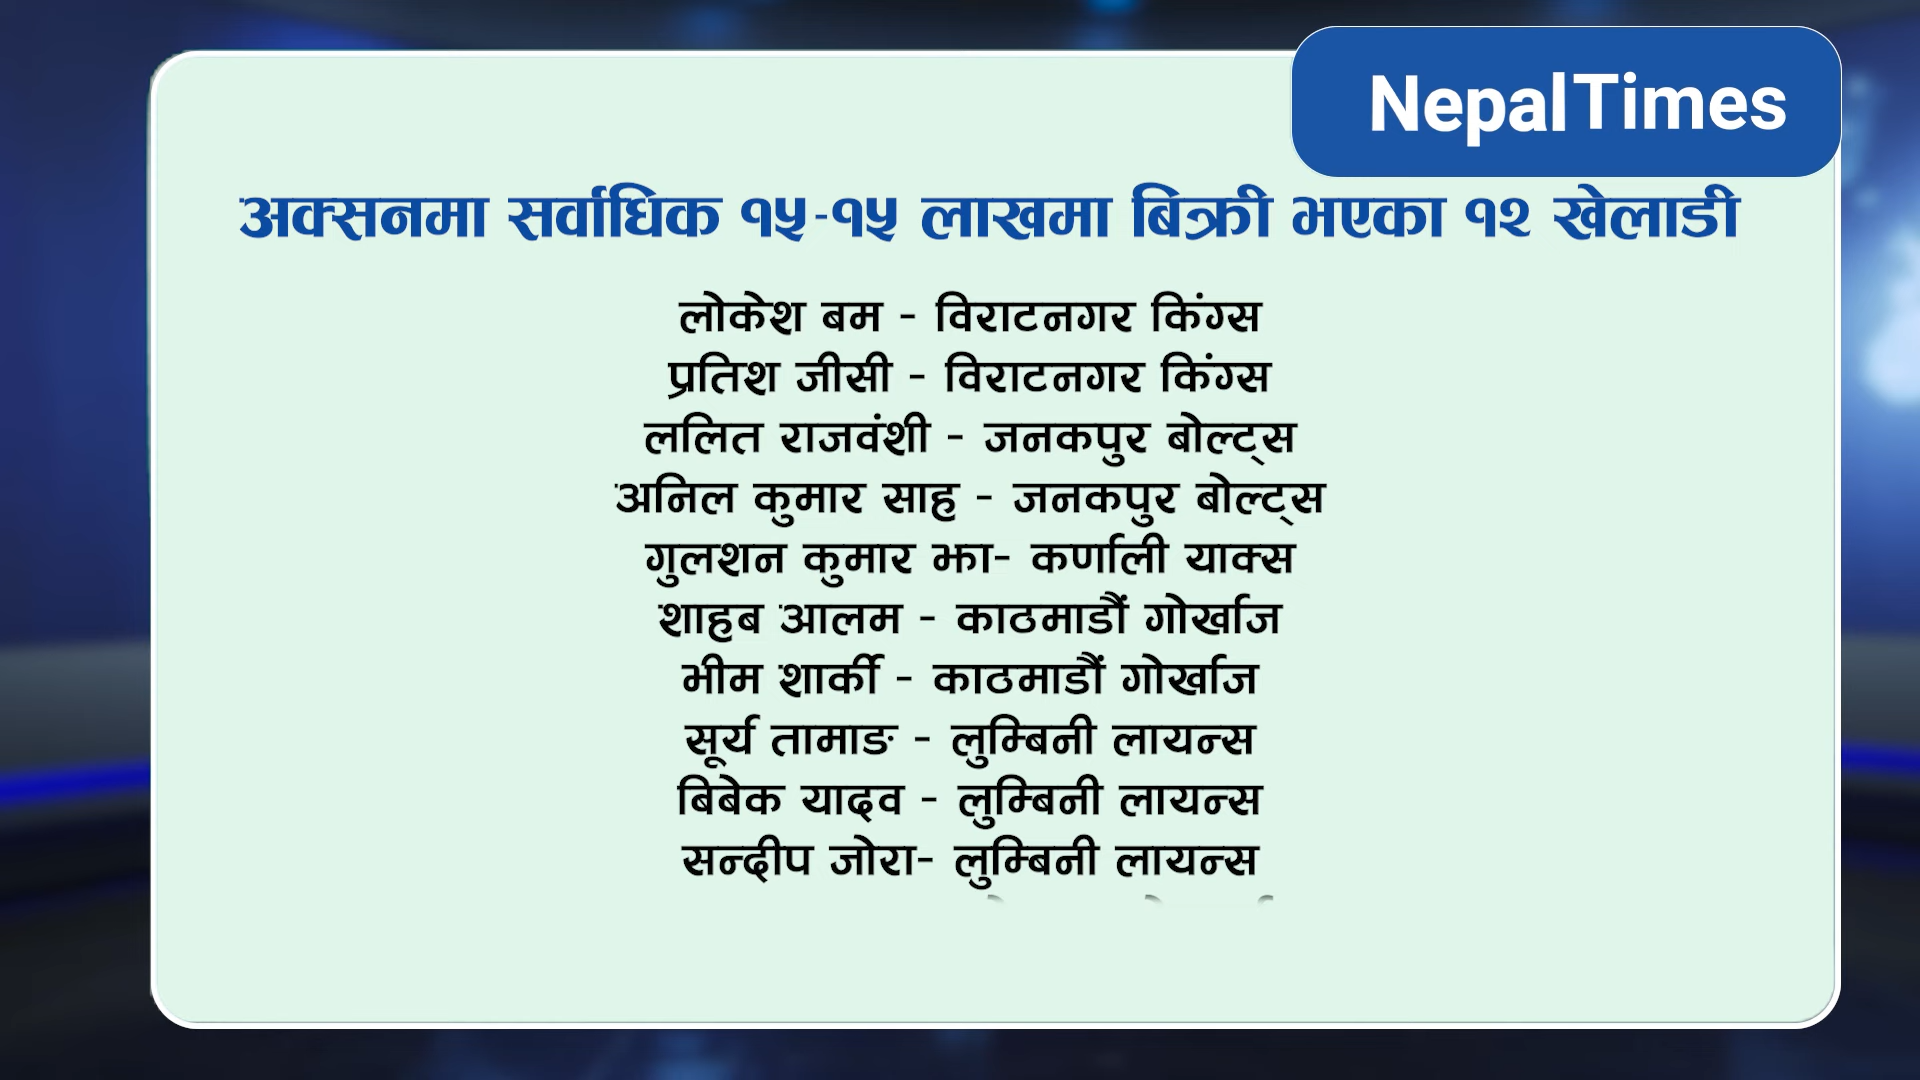 NepalTimes
अक्सनमा सर्वाधिक १५-१५ लाखमा बिक्री भएका १२ खेलाडी
लोकेश बम - विराटनगर किंग्स
प्रतिश जीसी - विराटनगर किंग्स
ललित राजवंशी - जनकपुर बोल्ट्स
अनिल कुमार साह - जनकपुर बोल्ट्स
गुलशन कुमार झा- कर्णाली याक्स
शाहब आलम - काठमाडौं गोर्खाज
भीम शार्की - काठमाडौं गोर्खाज
सूर्य तामाङ - लुम्बिनी लायन्स
बिबेक यादव - लुम्बिनी लायन्स
सन्दीप जोरा- लुम्बिनी लायन्स